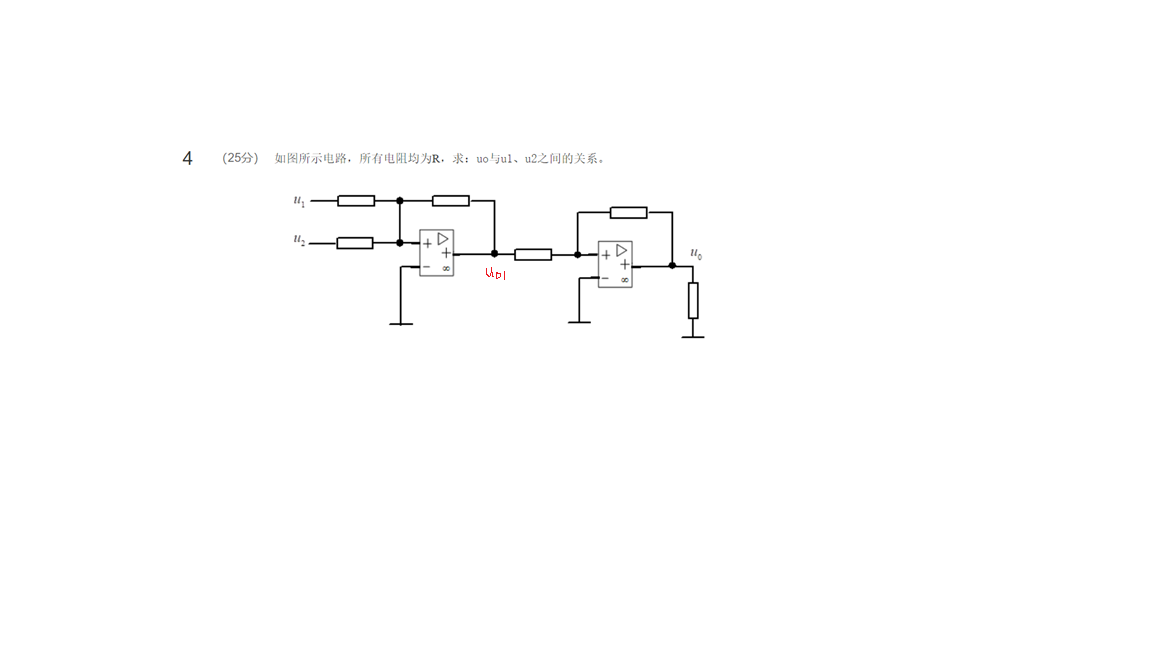 4 (25分) 如图所示电路，所有电阻均为R，求：uo与u1、u2之间的关系。
u1
u2
+ ▷
+
− ∞
u01
+ ▷
+
− ∞
u0